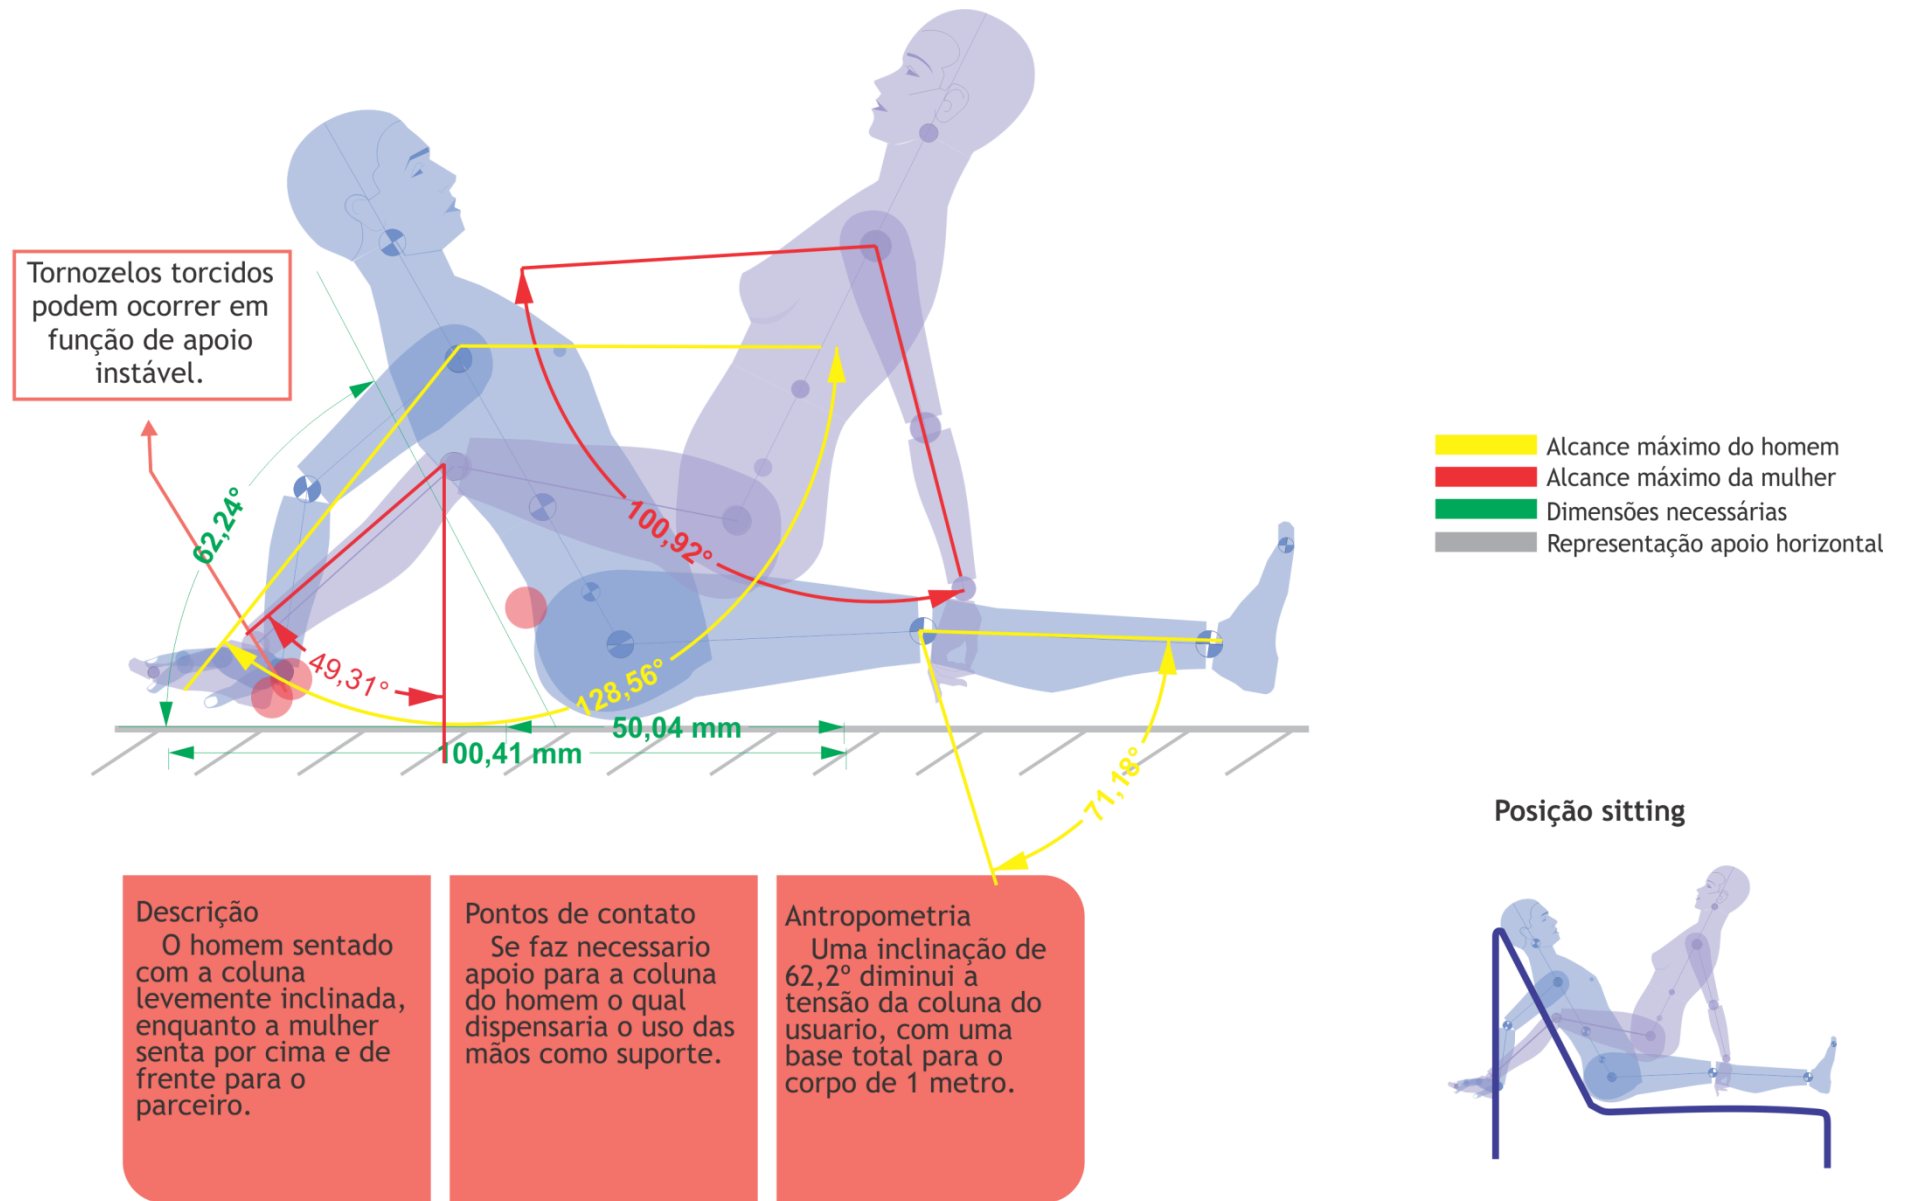 Tornozelos torcidos
podem ocorrer em
função de apoio
instável.
62,24°
100,92°
49,31°
128,56°
50,04 mm
100,41 mm
71,18°
Alcance máximo do homem
Alcance máximo da mulher
Dimensões necessárias
Representação apoio horizontal
Posição sitting
Descrição
O homem sentado
com a coluna
levemente inclinada,
enquanto a mulher
senta por cima e de
frente para o
parceiro.
Pontos de contato
Se faz necessario
apoio para a coluna
do homem o qual
dispensaria o uso das
mãos como suporte.
Antropometria
Uma inclinação de
62,2º diminui a
tensão da coluna do
usuario, com uma
base total para o
corpo de 1 metro.